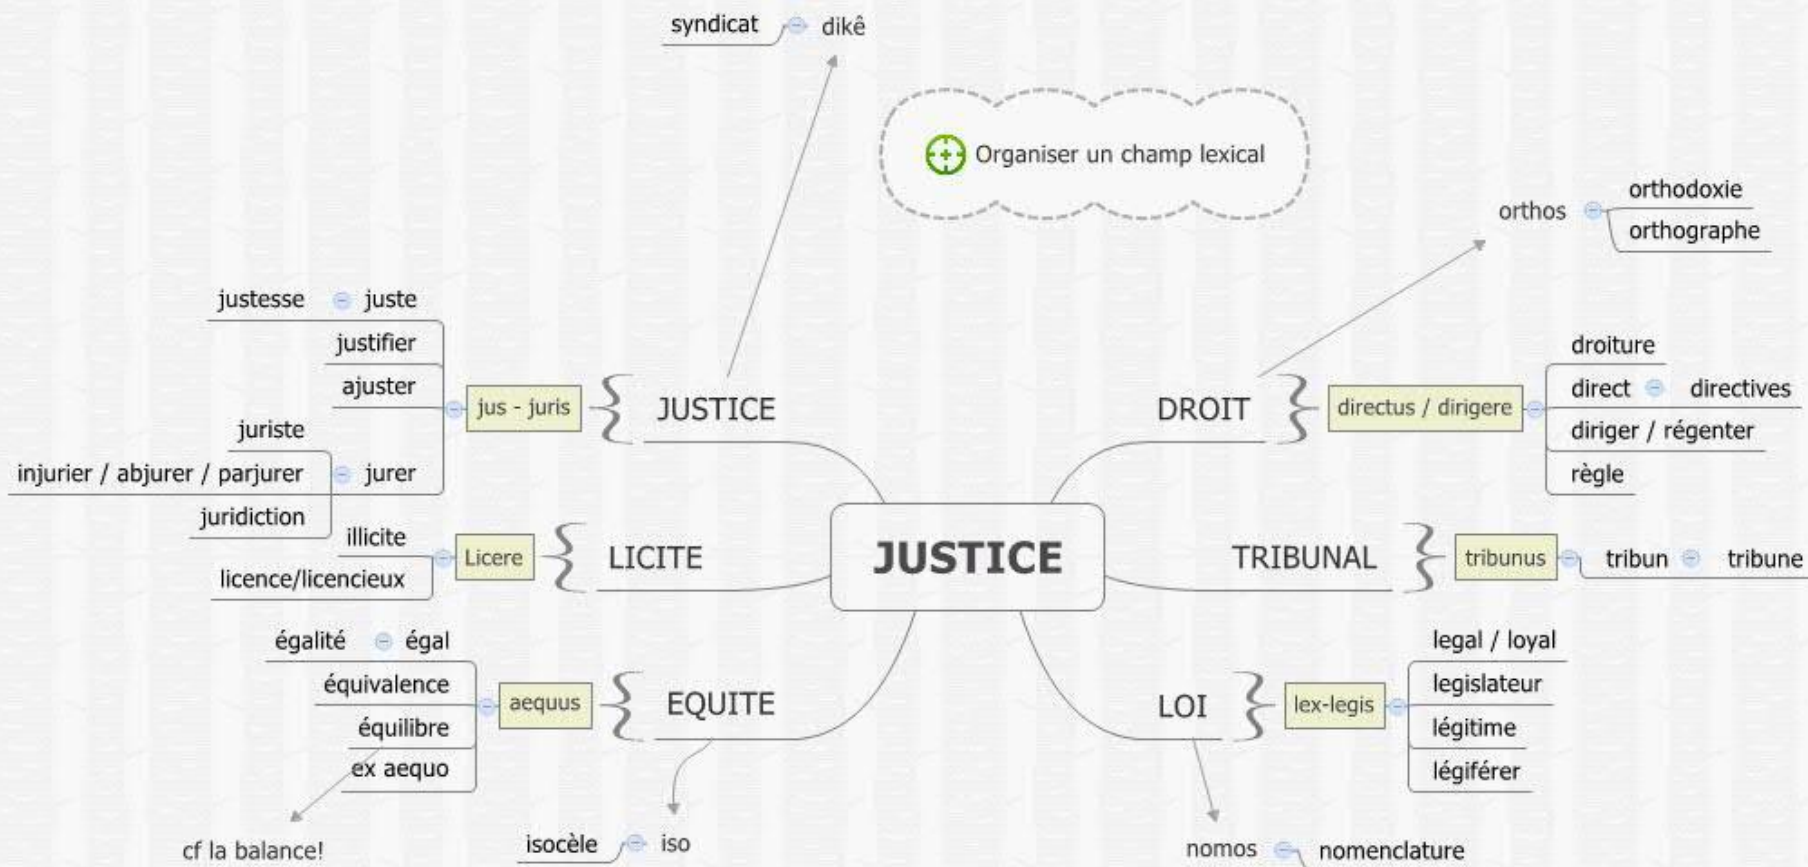 syndicat dikê
Organiser un champ lexical
orthos orthodoxie
orthographe
justesse juste
justifier
ajuster
jus - juris
JUSTICE
juriste
injurier / abjurer / parjurer jurer
juridiction
DROIT
directus / dirigere
droiture
direct directives
diriger / régenter
règle
illicite
licence/licencieux
Licere
LICITE
JUSTICE
TRIBUNAL
tribunus
tribun tribune
égalité égal
équivalence
équilibre
ex aequo
aequus
EQUITE
cf la balance!
isocèle iso
LOI
lex-legis
legal / loyal
legislateur
légitime
légiférer
nomos nomenclature